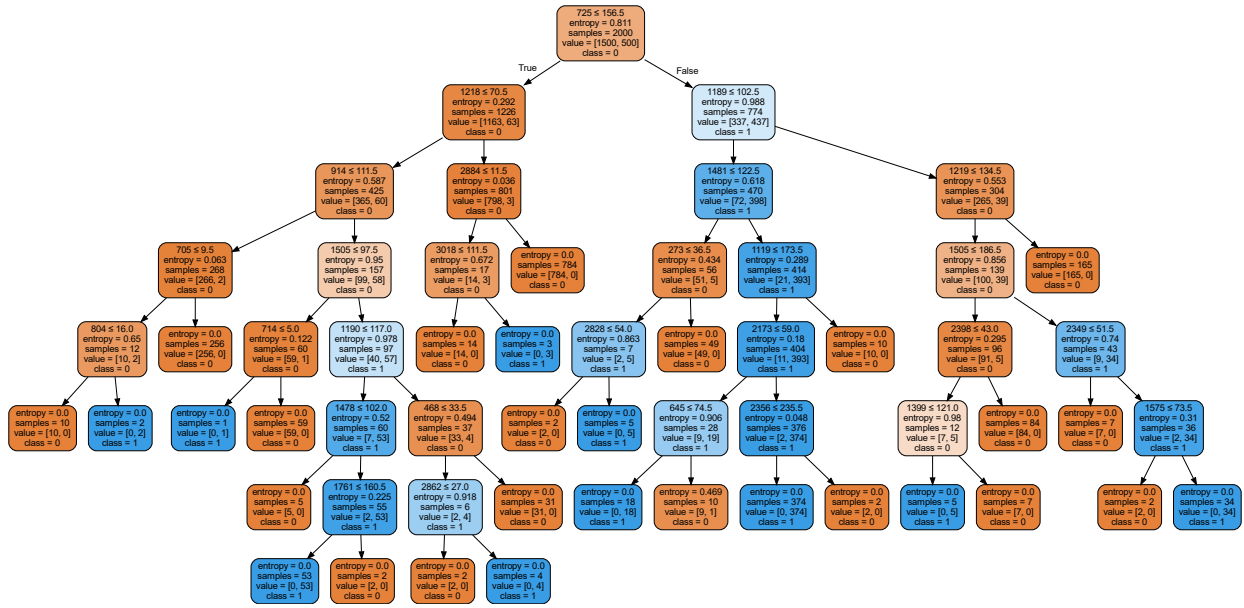 725 ≤ 156.5
entropy = 0.811
samples = 2000
value = [1500, 500]
class = 0
True
False
1218 ≤ 70.5
entropy = 0.292
samples = 1226
value = [1163, 63]
class = 0
1189 ≤ 102.5
entropy = 0.988
samples = 774
value = [337, 437]
class = 1
914 ≤ 111.5
entropy = 0.587
samples = 425
value = [365, 60]
class = 0
2884 ≤ 11.5
entropy = 0.036
samples = 801
value = [798, 3]
class = 0
1481 ≤ 122.5
entropy = 0.618
samples = 470
value = [72, 398]
class = 1
1219 ≤ 134.5
entropy = 0.553
samples = 304
value = [265, 39]
class = 0
705 ≤ 9.5
entropy = 0.063
samples = 268
value = [266, 2]
class = 0
1505 ≤ 97.5
entropy = 0.95
samples = 157
value = [99, 58]
class = 0
3018 ≤ 111.5
entropy = 0.672
samples = 17
value = [14, 3]
class = 0
entropy = 0.0
samples = 784
value = [784, 0]
class = 0
273 ≤ 36.5
entropy = 0.434
samples = 56
value = [51, 5]
class = 0
1119 ≤ 173.5
entropy = 0.289
samples = 414
value = [21, 393]
class = 1
1505 ≤ 186.5
entropy = 0.856
samples = 139
value = [100, 39]
class = 0
entropy = 0.0
samples = 165
value = [165, 0]
class = 0
804 ≤ 16.0
entropy = 0.65
samples = 12
value = [10, 2]
class = 0
entropy = 0.0
samples = 256
value = [256, 0]
class = 0
714 ≤ 5.0
entropy = 0.122
samples = 60
value = [59, 1]
class = 0
1190 ≤ 117.0
entropy = 0.978
samples = 97
value = [40, 57]
class = 1
entropy = 0.0
samples = 14
value = [14, 0]
class = 0
entropy = 0.0
samples = 3
value = [0, 3]
class = 1
2828 ≤ 54.0
entropy = 0.863
samples = 7
value = [2, 5]
class = 1
entropy = 0.0
samples = 49
value = [49, 0]
class = 0
2173 ≤ 59.0
entropy = 0.18
samples = 404
value = [11, 393]
class = 1
entropy = 0.0
samples = 10
value = [10, 0]
class = 0
2398 ≤ 43.0
entropy = 0.295
samples = 96
value = [91, 5]
class = 0
2349 ≤ 51.5
entropy = 0.74
samples = 43
value = [9, 34]
class = 1
entropy = 0.0
samples = 10
value = [10, 0]
class = 0
entropy = 0.0
samples = 2
value = [0, 2]
class = 1
entropy = 0.0
samples = 1
value = [0, 1]
class = 1
entropy = 0.0
samples = 59
value = [59, 0]
class = 0
1478 ≤ 102.0
entropy = 0.52
samples = 60
value = [7, 53]
class = 1
468 ≤ 33.5
entropy = 0.494
samples = 37
value = [33, 4]
class = 0
entropy = 0.0
samples = 2
value = [2, 0]
class = 0
entropy = 0.0
samples = 5
value = [0, 5]
class = 1
645 ≤ 74.5
entropy = 0.906
samples = 28
value = [9, 19]
class = 1
2356 ≤ 235.5
entropy = 0.048
samples = 376
value = [2, 374]
class = 1
1399 ≤ 121.0
entropy = 0.98
samples = 12
value = [7, 5]
class = 0
entropy = 0.0
samples = 84
value = [84, 0]
class = 0
entropy = 0.0
samples = 7
value = [7, 0]
class = 0
1575 ≤ 73.5
entropy = 0.31
samples = 36
value = [2, 34]
class = 1
entropy = 0.0
samples = 5
value = [5, 0]
class = 0
1761 ≤ 160.5
entropy = 0.225
samples = 55
value = [2, 53]
class = 1
2862 ≤ 27.0
entropy = 0.918
samples = 6
value = [2, 4]
class = 1
entropy = 0.0
samples = 31
value = [31, 0]
class = 0
entropy = 0.0
samples = 18
value = [0, 18]
class = 1
entropy = 0.469
samples = 10
value = [9, 1]
class = 0
entropy = 0.0
samples = 374
value = [0, 374]
class = 1
entropy = 0.0
samples = 2
value = [2, 0]
class = 0
entropy = 0.0
samples = 5
value = [0, 5]
class = 1
entropy = 0.0
samples = 7
value = [7, 0]
class = 0
entropy = 0.0
samples = 2
value = [2, 0]
class = 0
entropy = 0.0
samples = 34
value = [0, 34]
class = 1
entropy = 0.0
samples = 53
value = [0, 53]
class = 1
entropy = 0.0
samples = 2
value = [2, 0]
class = 0
entropy = 0.0
samples = 2
value = [2, 0]
class = 0
entropy = 0.0
samples = 4
value = [0, 4]
class = 1